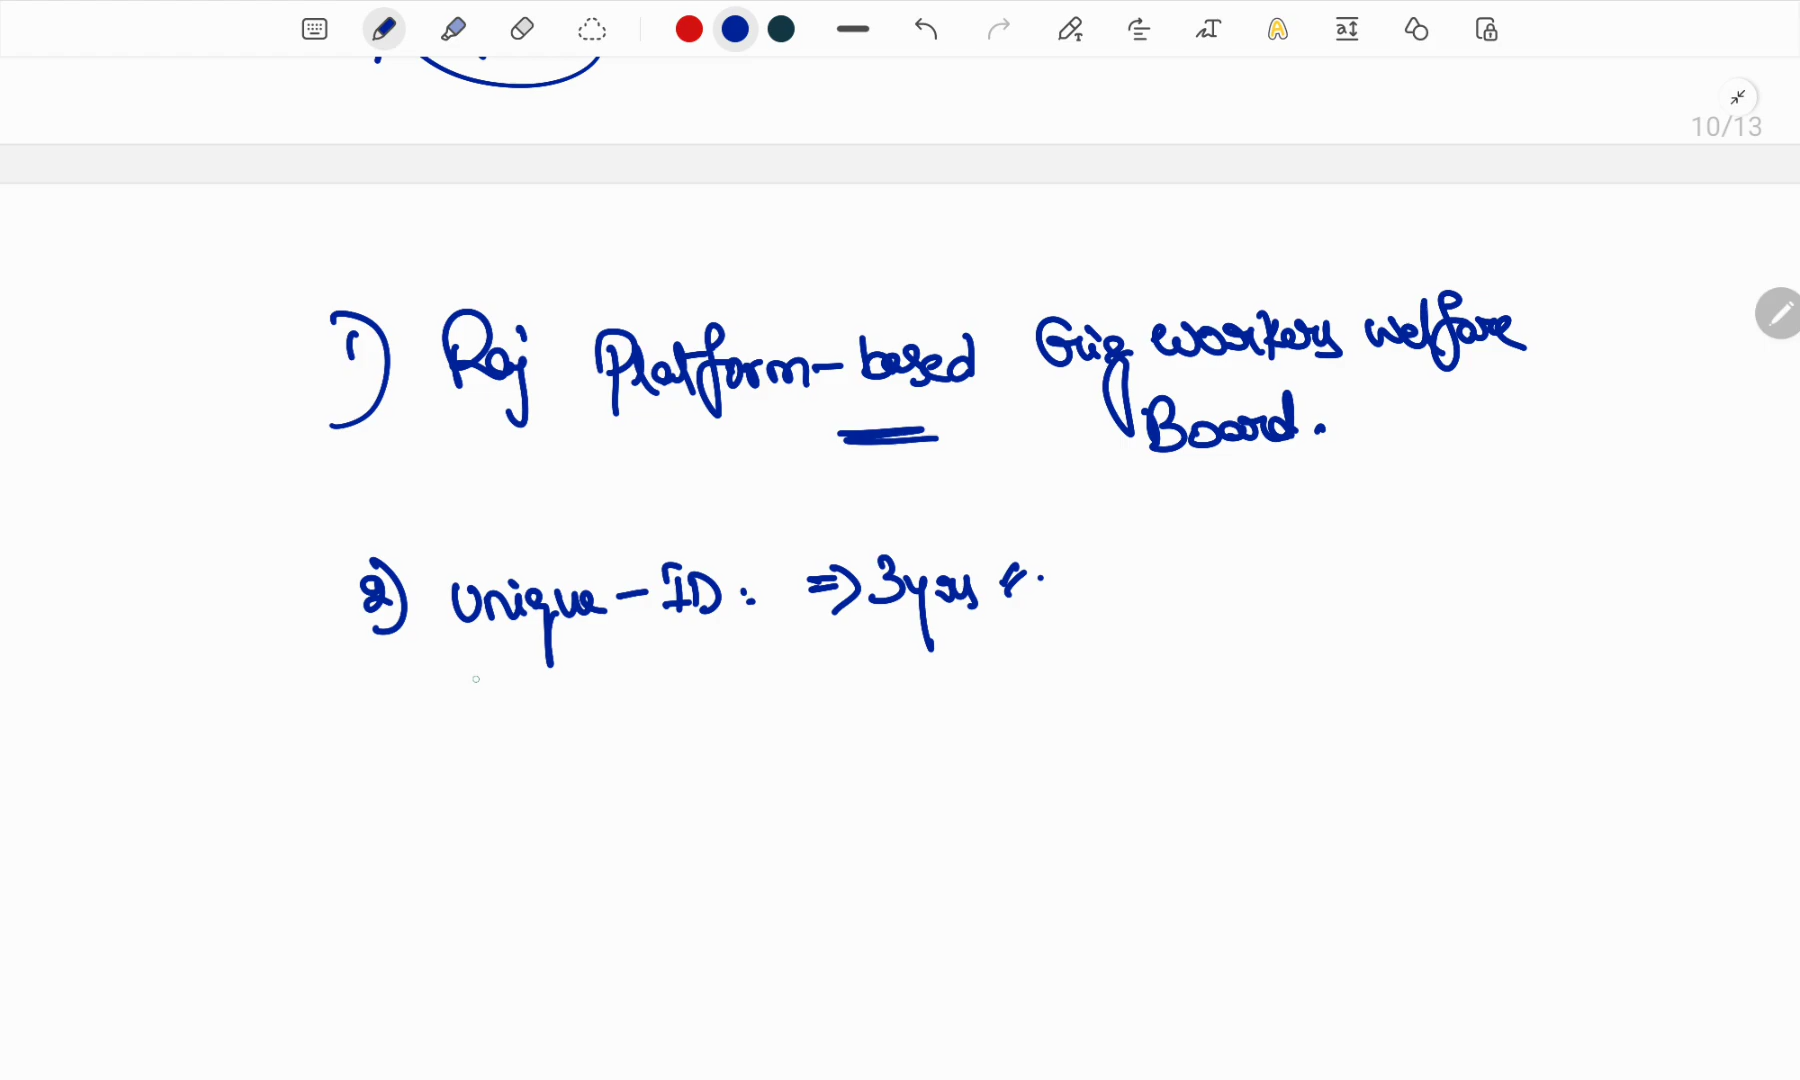 10/13
1) Raj Platform-based Gig workers welfare
Board.
2) Unique-ID: => 3yrs